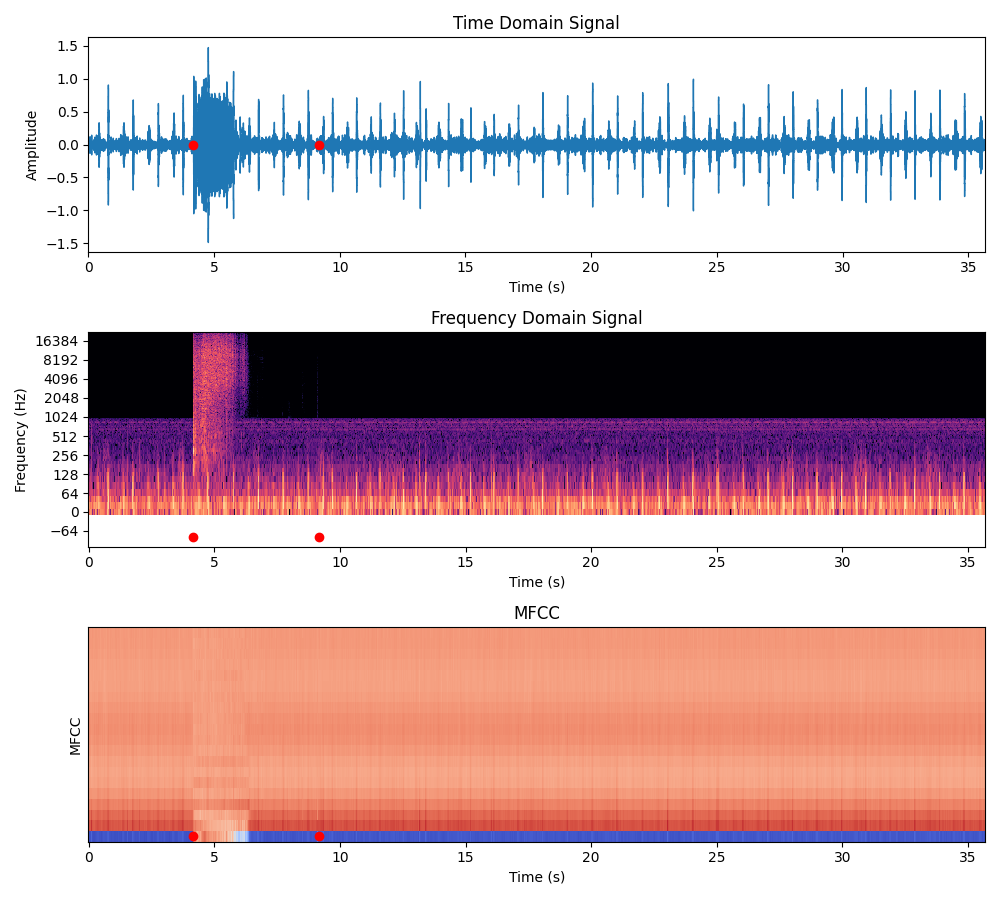 Time Domain Signal
1.5
1.0
0.5
0.0
−0.5
−1.0
−1.5
Amplitude
0 5 10 15 20 25 30 35
Time (s)
Frequency Domain Signal
16384
8192
4096
2048
1024
512
256
128
64
0
−64
Frequency (Hz)
0 5 10 15 20 25 30 35
Time (s)
MFCC
MFCC
0 5 10 15 20 25 30 35
Time (s)